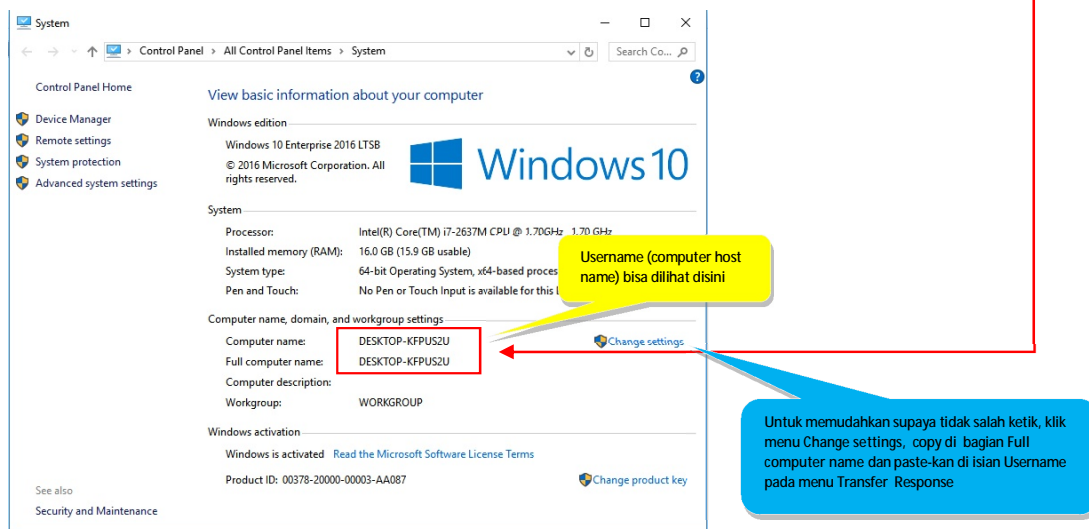 System
Control Panel > All Control Panel Items > System
Search Co...
Control Panel Home
Device Manager
Remote settings
System protection
Advanced system settings
See also
Security and Maintenance
View basic information about your computer
Windows edition
Windows 10 Enterprise 2016 LTSB
© 2016 Microsoft Corporation. All
rights reserved.
Windows 10
System
Processor: Intel(R) Core(TM) i7-2637M CPU @ 1.70GHz 1.70 GHz
Installed memory (RAM): 16.0 GB (15.9 GB usable)
System type: 64-bit Operating System, x64-based proces
Pen and Touch: No Pen or Touch Input is available for this
Username (computer host
name) bisa dilihat disini
Computer name, domain, and workgroup settings
Computer name: DESKTOP-KFPUS2U
Change settings
Full computer name: DESKTOP-KFPUS2U
Computer description:
Workgroup: WORKGROUP
Untuk memudahkan supaya tidak salah ketik, klik
menu Change settings, copy di bagian Full
computer name dan paste-kan di isian Username
pada menu Transfer Response
Windows activation
Windows is activated Read the Microsoft Software License Terms
Product ID: 00378-20000-00003-AA087
Change product key